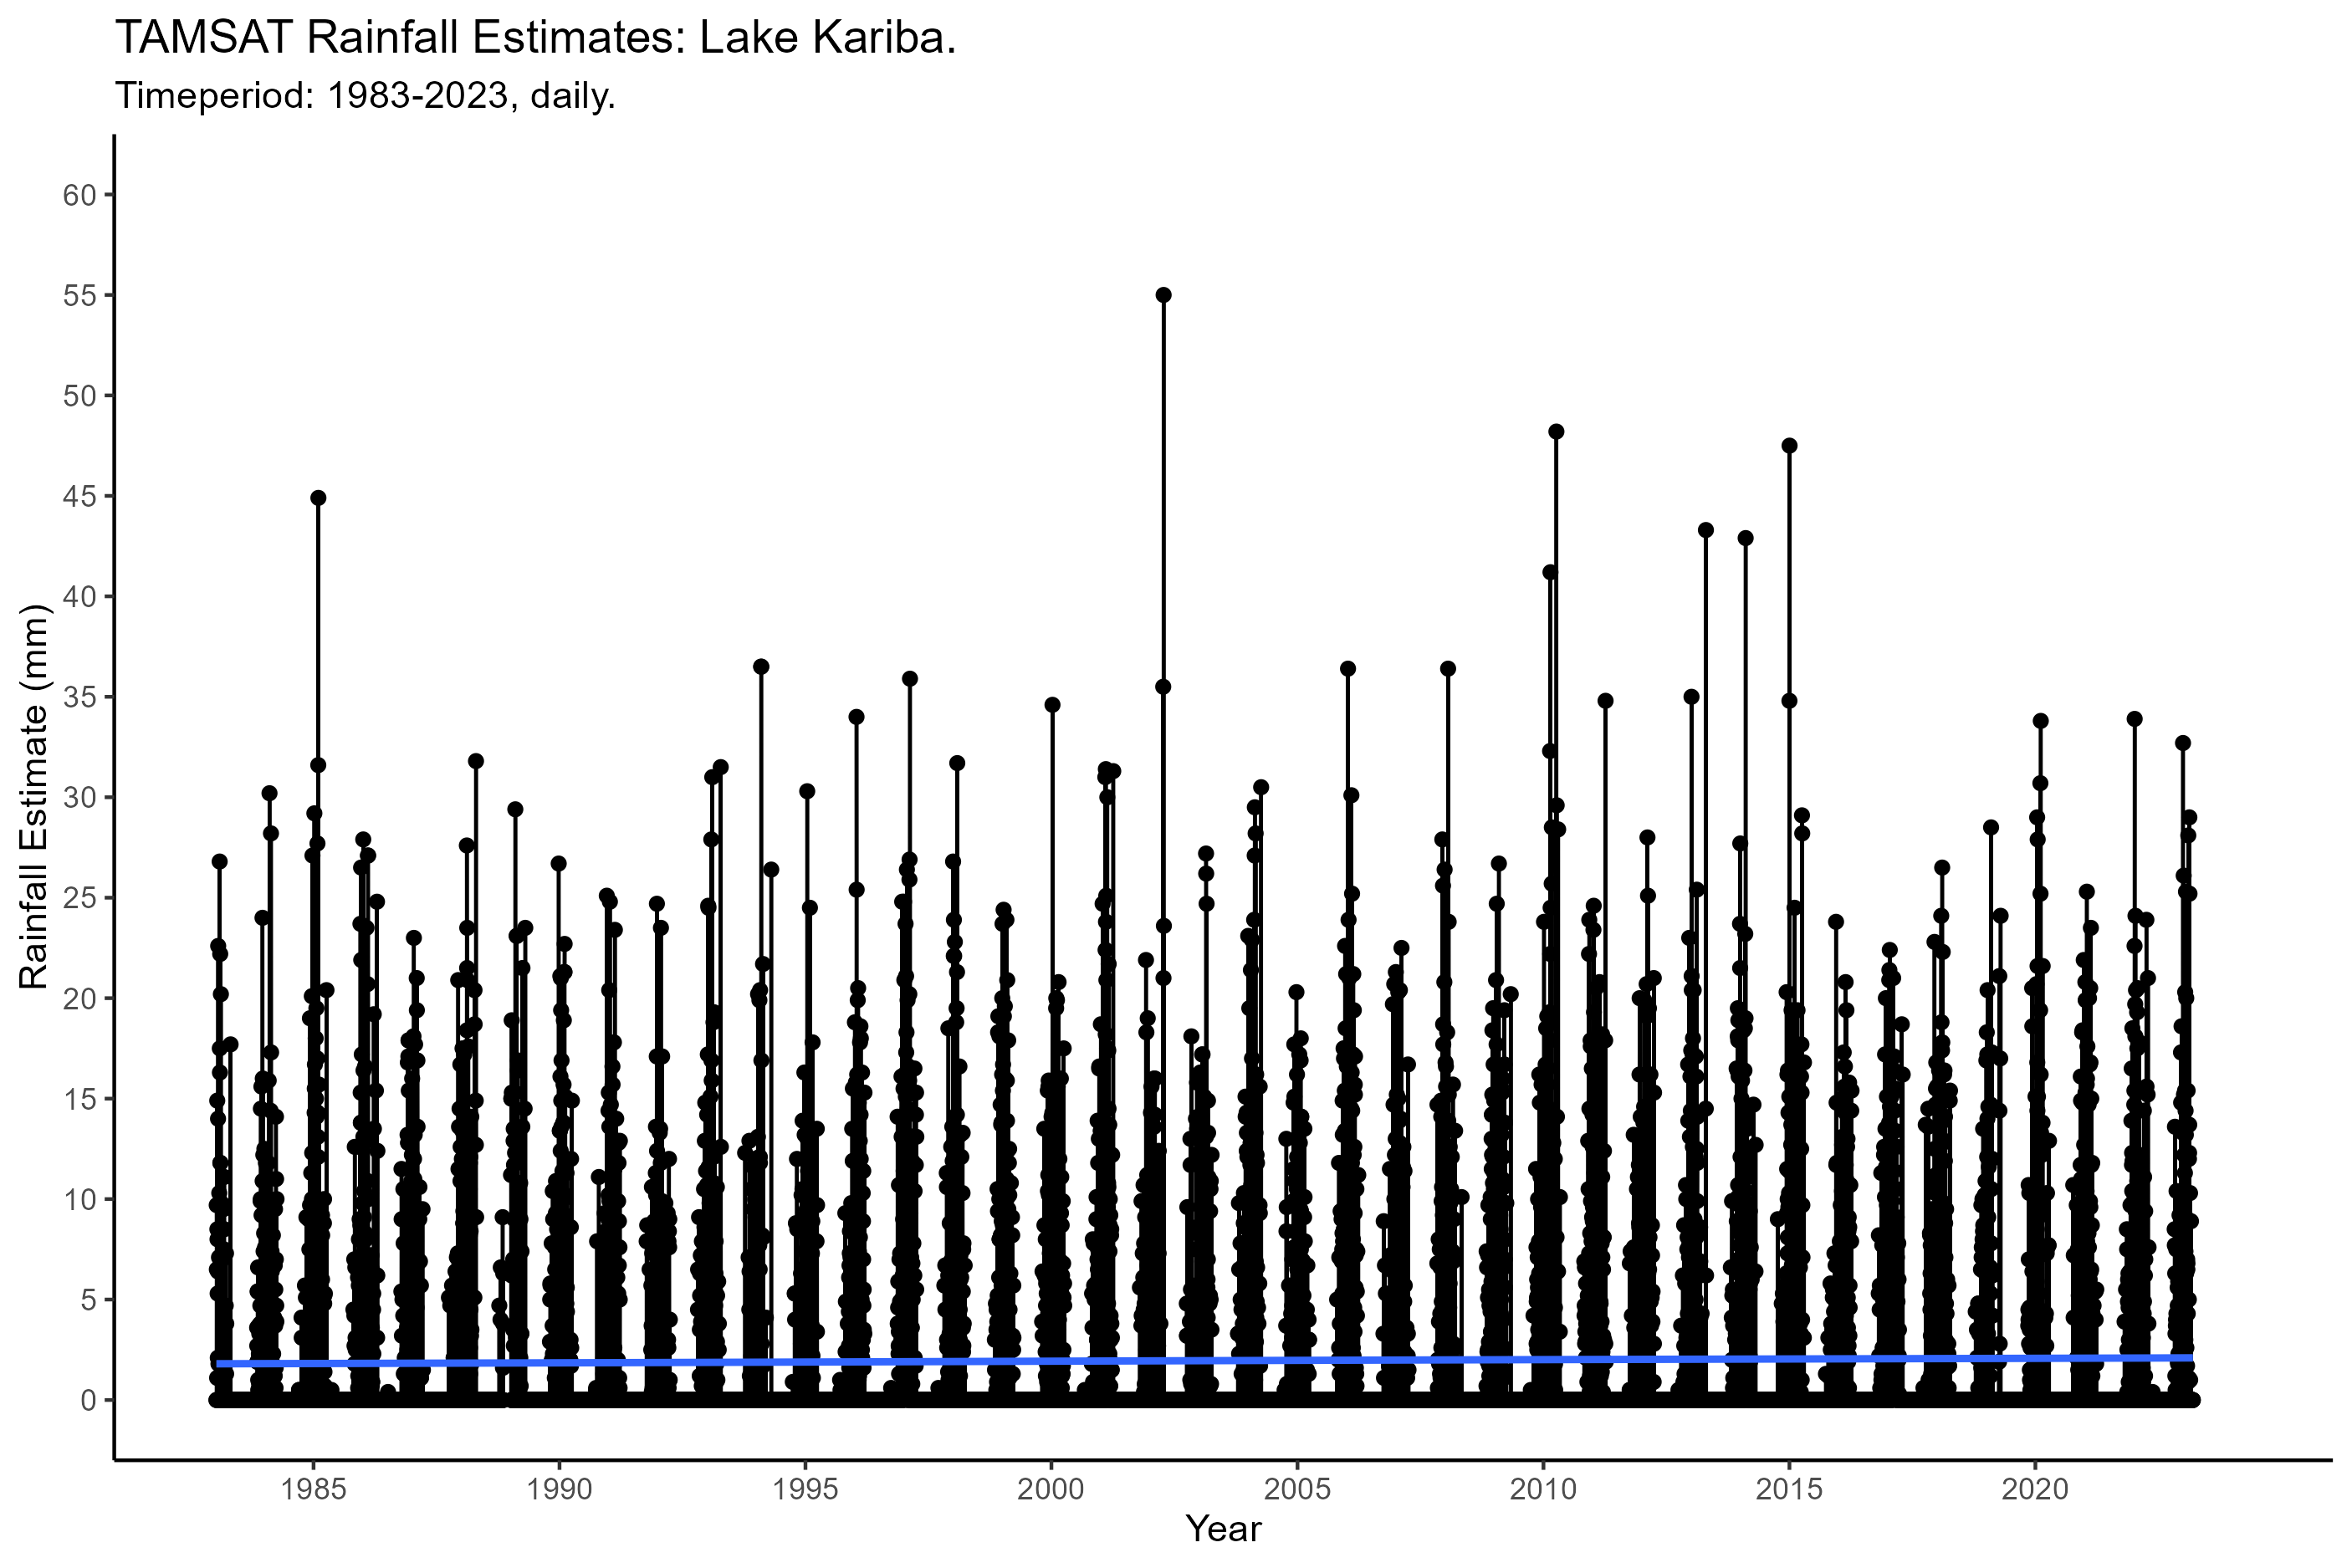 TAMSAT Rainfall Estimates: Lake Kariba.
Timeperiod: 1983-2023, daily.
Rainfall Estimate (mm)
60
55
50
45
40
35
30
25
20
15
10
5
0
1985 1990 1995 2000 2005 2010 2015 2020
Year